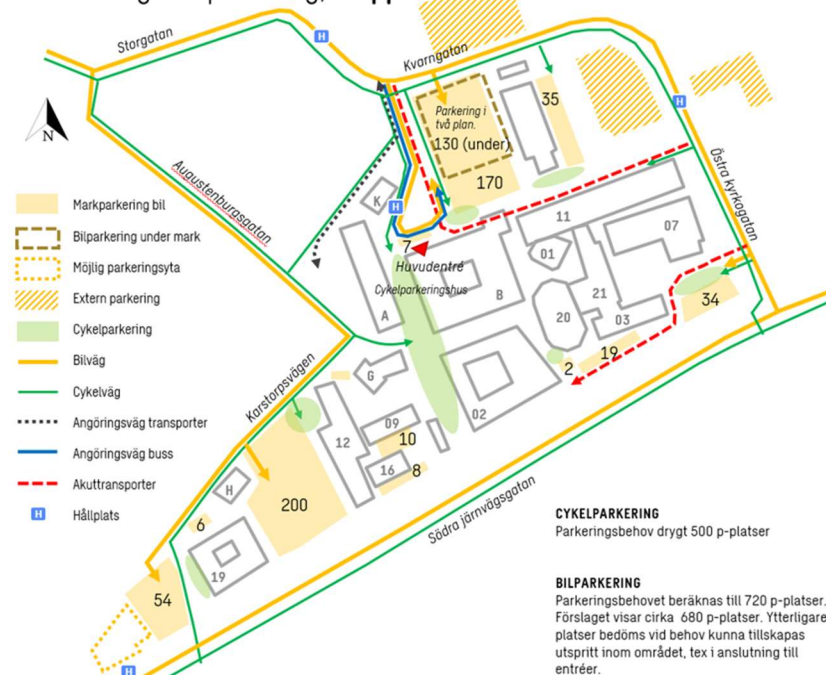 Storgatan
H
Kvarngatan
H
Parkering i
två plan.
130 (under)
35
170
N
Augustenburgsgatan
Östra kyrkogatan
K
H
11
07
7
Huvudentré
01
Cykelparkeringshus
B
21
A
20
03
34
19
2
G
02
Karstorpsvägen
09
12
10
16
8
H
200
6
19
54
H
Södra järnvägsgatan
Markparkering bil
Bilparkering under mark
Möjlig parkeringsyta
Extern parkering
Cykelparkering
Bilväg
Cykelväg
Angöringsväg transporter
Angöringsväg buss
Akuttransporter
H Hållplats
CYKELPARKERING
Parkeringsbehov drygt 500 p-platser
BILPARKERING
Parkeringsbehovet beräknas till 720 p-platser.
Förslaget visar cirka 680 p-platser. Ytterligare
platser bedöms vid behov kunna tillskapas
utspritt inom området, tex i anslutning till
entréer.